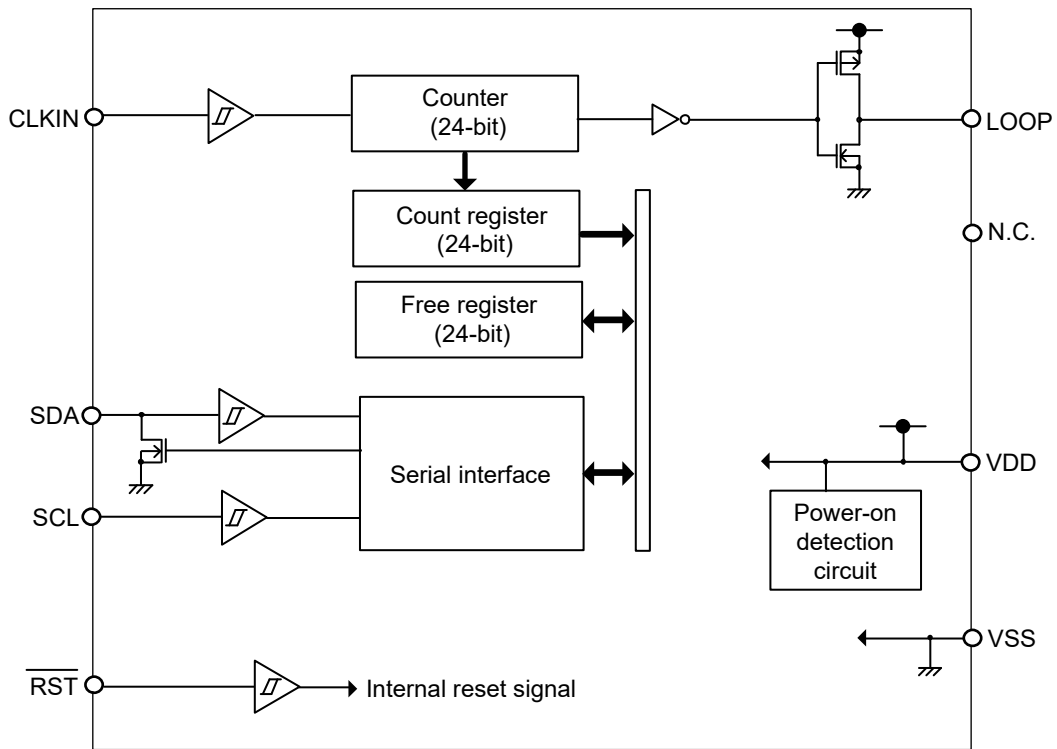 CLKIN
Counter
(24-bit)
LOOP
Count register
(24-bit)
N.C.
Free register
(24-bit)
SDA
Serial interface
VDD
SCL
Power-on
detection
circuit
VSS
RST
Internal reset signal